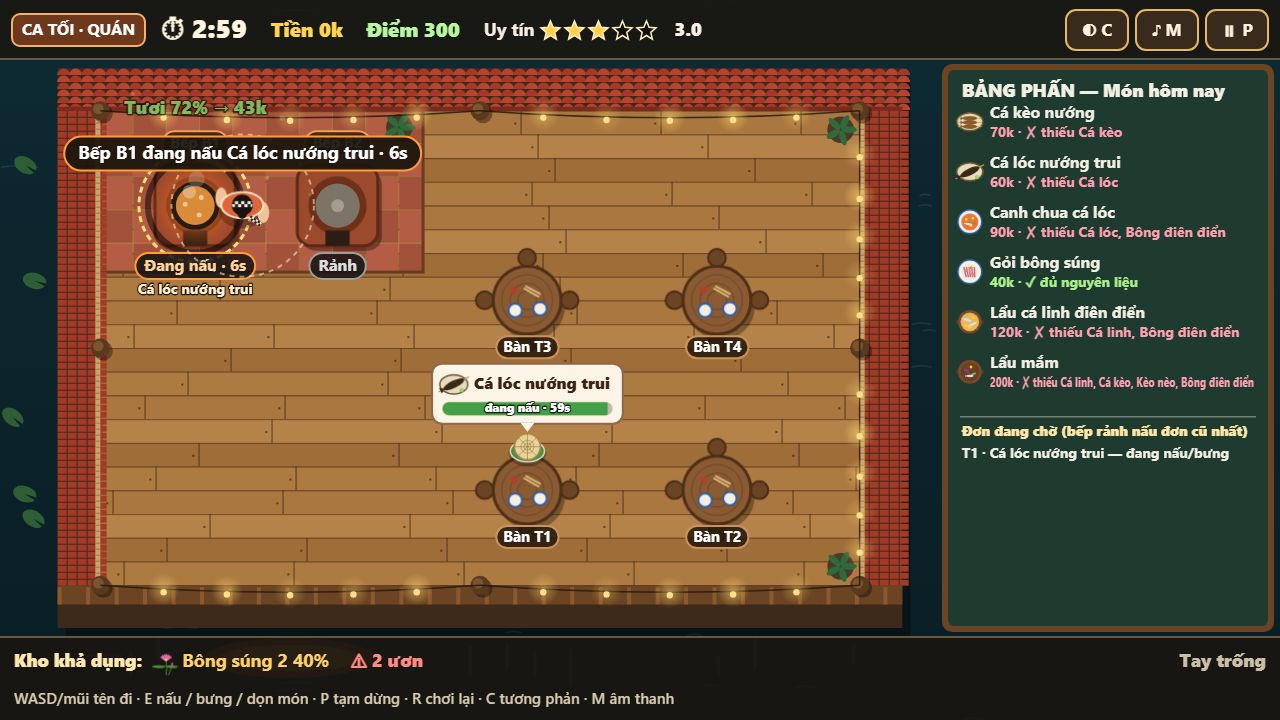 CA TỐI · QUÁN
2:59
Tiền 0k
Điểm 300
Uy tín
3.0
C
M
P
Tươi 72% → 43k
Bếp B1 đang nấu Cá lóc nướng trui · 6s
Đang nấu · 6s
Cá lóc nướng trui
Rảnh
Bàn T3
Bàn T4
Cá lóc nướng trui
đang nấu · 59s
Bàn T1
Bàn T2
BẢNG PHẤN — Món hôm nay
Cá kèo nướng
70k · ✗ thiếu Cá kèo
Cá lóc nướng trui
60k · ✗ thiếu Cá lóc
Canh chua cá lóc
90k · ✗ thiếu Cá lóc, Bông điên điển
Gỏi bông súng
40k · ✓ đủ nguyên liệu
Lẩu cá linh điên điển
120k · ✗ thiếu Cá linh, Bông điên điển
Lẩu mắm
200k · ✗ thiếu Cá linh, Cá kèo, Kèo nèo, Bông điên điển
Đơn đang chờ (bếp rảnh nấu đơn cũ nhất)
T1 · Cá lóc nướng trui — đang nấu/bưng
Kho khả dụng: Bông súng 2 40% ⚠ 2 ươn
Tay trống
WASD/mũi tên đi · E nấu / bưng / dọn món · P tạm dừng · R chơi lại · C tương phản · M âm thanh